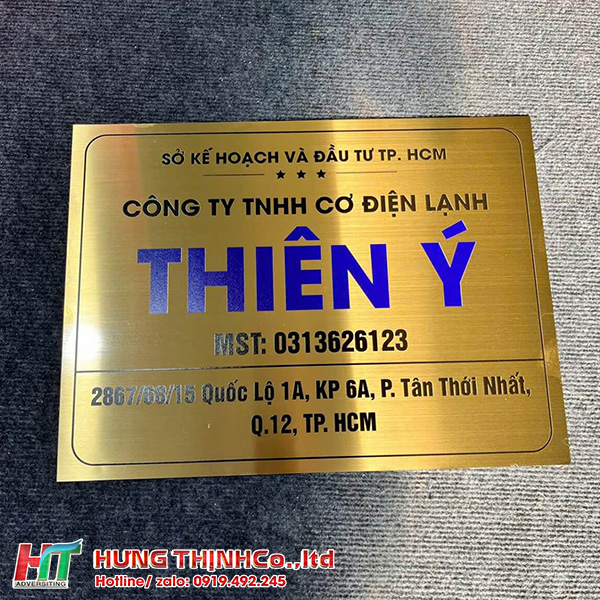 SỞ KẾ HOẠCH VÀ ĐẦU TƯ TP. HCM
CÔNG TY TNHH CƠ ĐIỆN LẠNH
THIÊN Ý
MST: 0313626123
2867/68/15 Quốc Lộ 1A, KP 6A, P. Tân Thới Nhất,
Q.12, TP. HCM
HT
ADVERSITING
HUNG THỊNHCo.,ltd
Hotline/ zalo: 0919.492.245